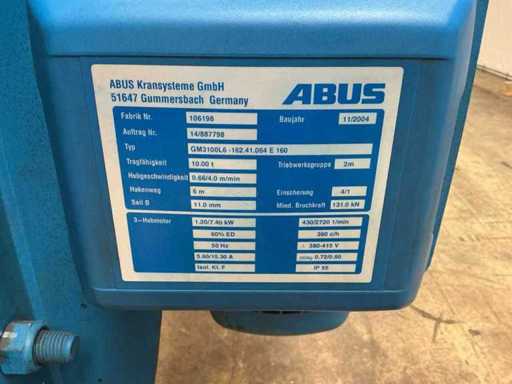 ABUS Kransysteme GmbH
51647 Gummersbach Germany
ABUS
Fabrik Nr. 106198 Baujahr 11/2004
Auftrag Nr. 14/887798
Typ GM3100L6-162.41.064 E 160
Tragfähigkeit 10.00 t Triebwerksgruppe 2m
Hubgeschwindigkeit 0.66/4.0 m/min
Hakenweg 6 m Einscherung 4/1
Seil Ø 11.0 mm Mind. Bruchkraft 131.0 kN
3~Hubmotor 1.20/7.40 kW 430/2720 1/min
60% ED 360 c/h
50 Hz 380-415 V
5.60/15.30 A 0.72/0.80
Isol. Kl. F IP 55